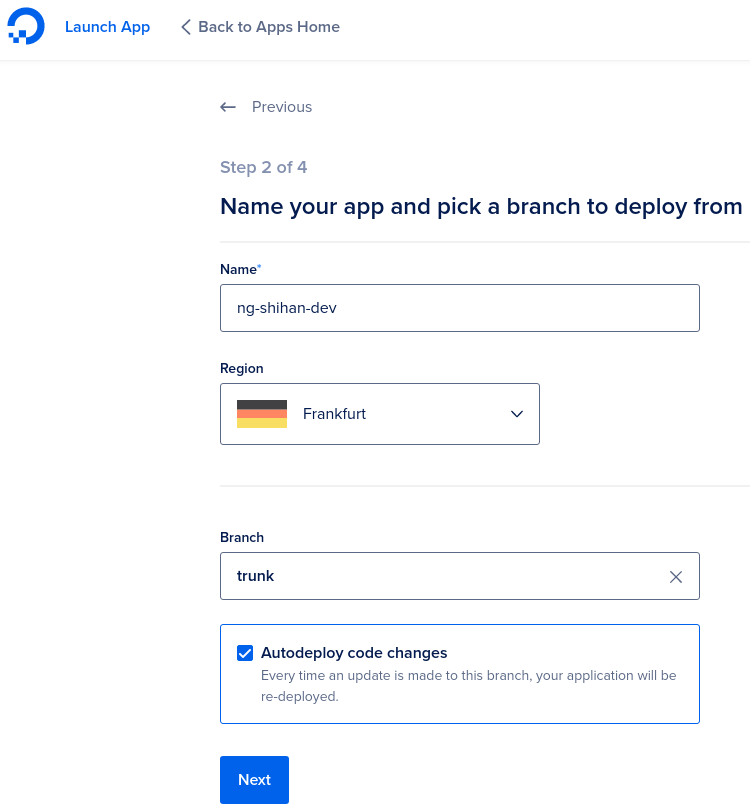 Launch App
Back to Apps Home
Previous
Step 2 of 4
Name your app and pick a branch to deploy from
Name*
ng-shihan-dev
Region
Frankfurt
Branch
trunk
Autodeploy code changes
Every time an update is made to this branch, your application will be
re-deployed.
Next